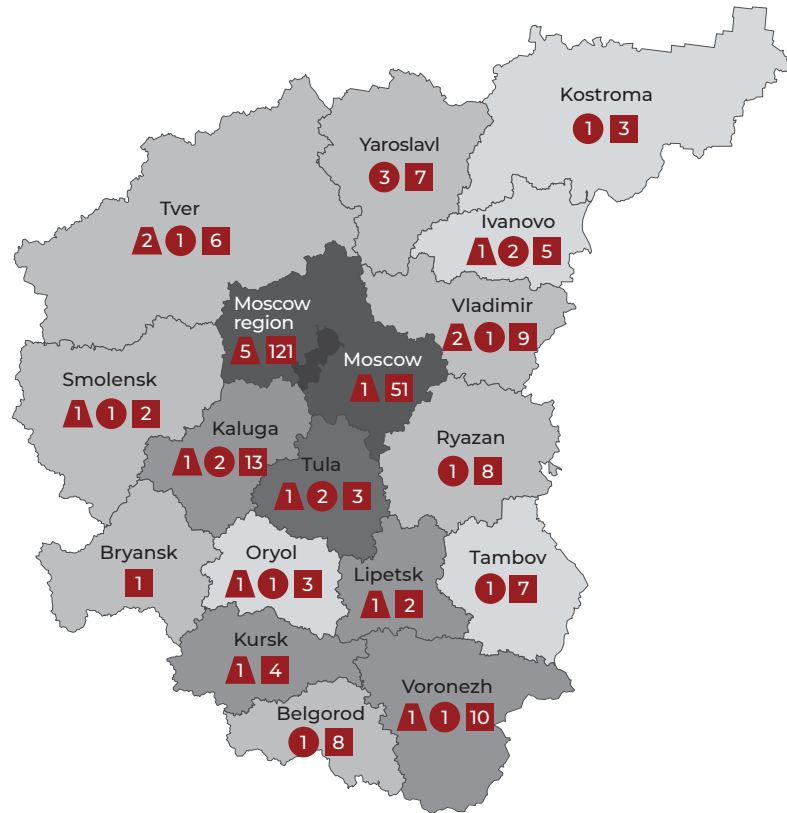 Kostroma
1 3
Yaroslavl
3 7
Tver
2 1 6
Ivanovo
1 2 5
Moscow
region
5 121
Vladimir
2 1 9
Moscow
1 51
Smolensk
1 1 2
Kaluga
1 2 13
Ryazan
1 8
Tula
1 2 3
Bryansk
1
Oryol
1 1 3
Lipetsk
1 2
Tambov
1 7
Kursk
1 4
Voronezh
1 1 10
Belgorod
1 8